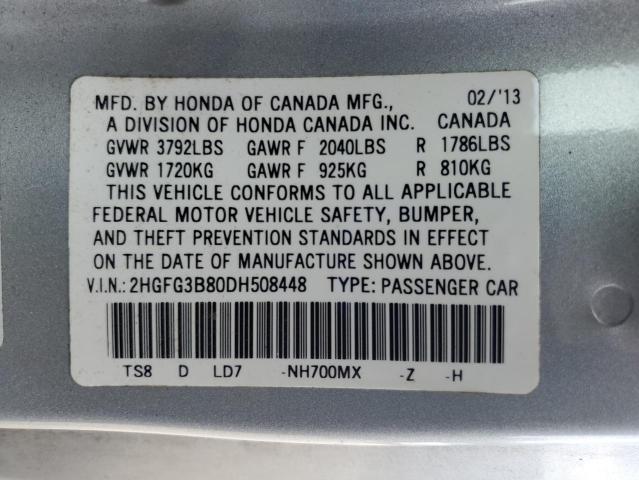 MFD. BY HONDA OF CANADA MFG., 02/'13
A DIVISION OF HONDA CANADA INC. CANADA
GVWR 3792LBS GAWR F 2040LBS R 1786LBS
GVWR 1720KG GAWR F 925KG R 810KG
THIS VEHICLE CONFORMS TO ALL APPLICABLE
FEDERAL MOTOR VEHICLE SAFETY, BUMPER,
AND THEFT PREVENTION STANDARDS IN EFFECT
ON THE DATE OF MANUFACTURE SHOWN ABOVE.
V.I.N.: 2HGFG3B80DH508448 TYPE: PASSENGER CAR
TS8 D LD7 -NH700MX -Z -H